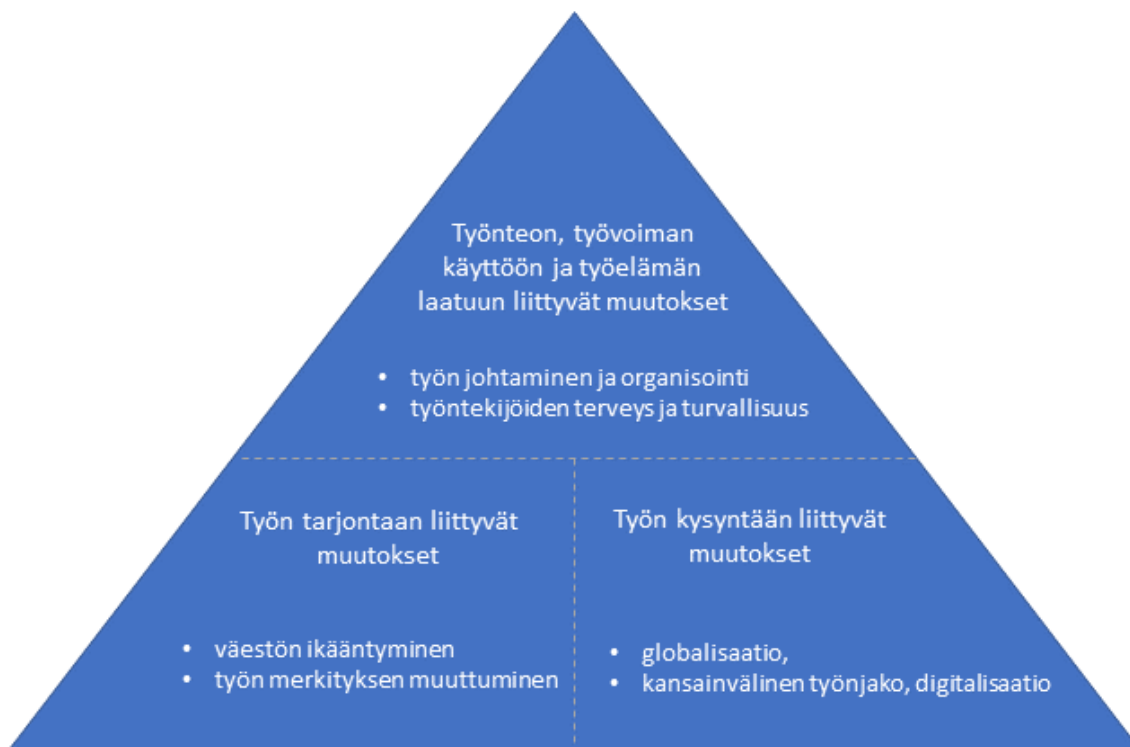 Työnteon, työvoiman
käyttöön ja työelämän
laatuun liittyvät muutokset
• työn johtaminen ja organisointi
• työntekijöiden terveys ja turvallisuus
Työn tarjontaan liittyvät
muutokset
• väestön ikääntyminen
• työn merkityksen muuttuminen
Työn kysyntään liittyvät
muutokset
• globalisaatio,
• kansainvälinen työnjako, digitalisaatio